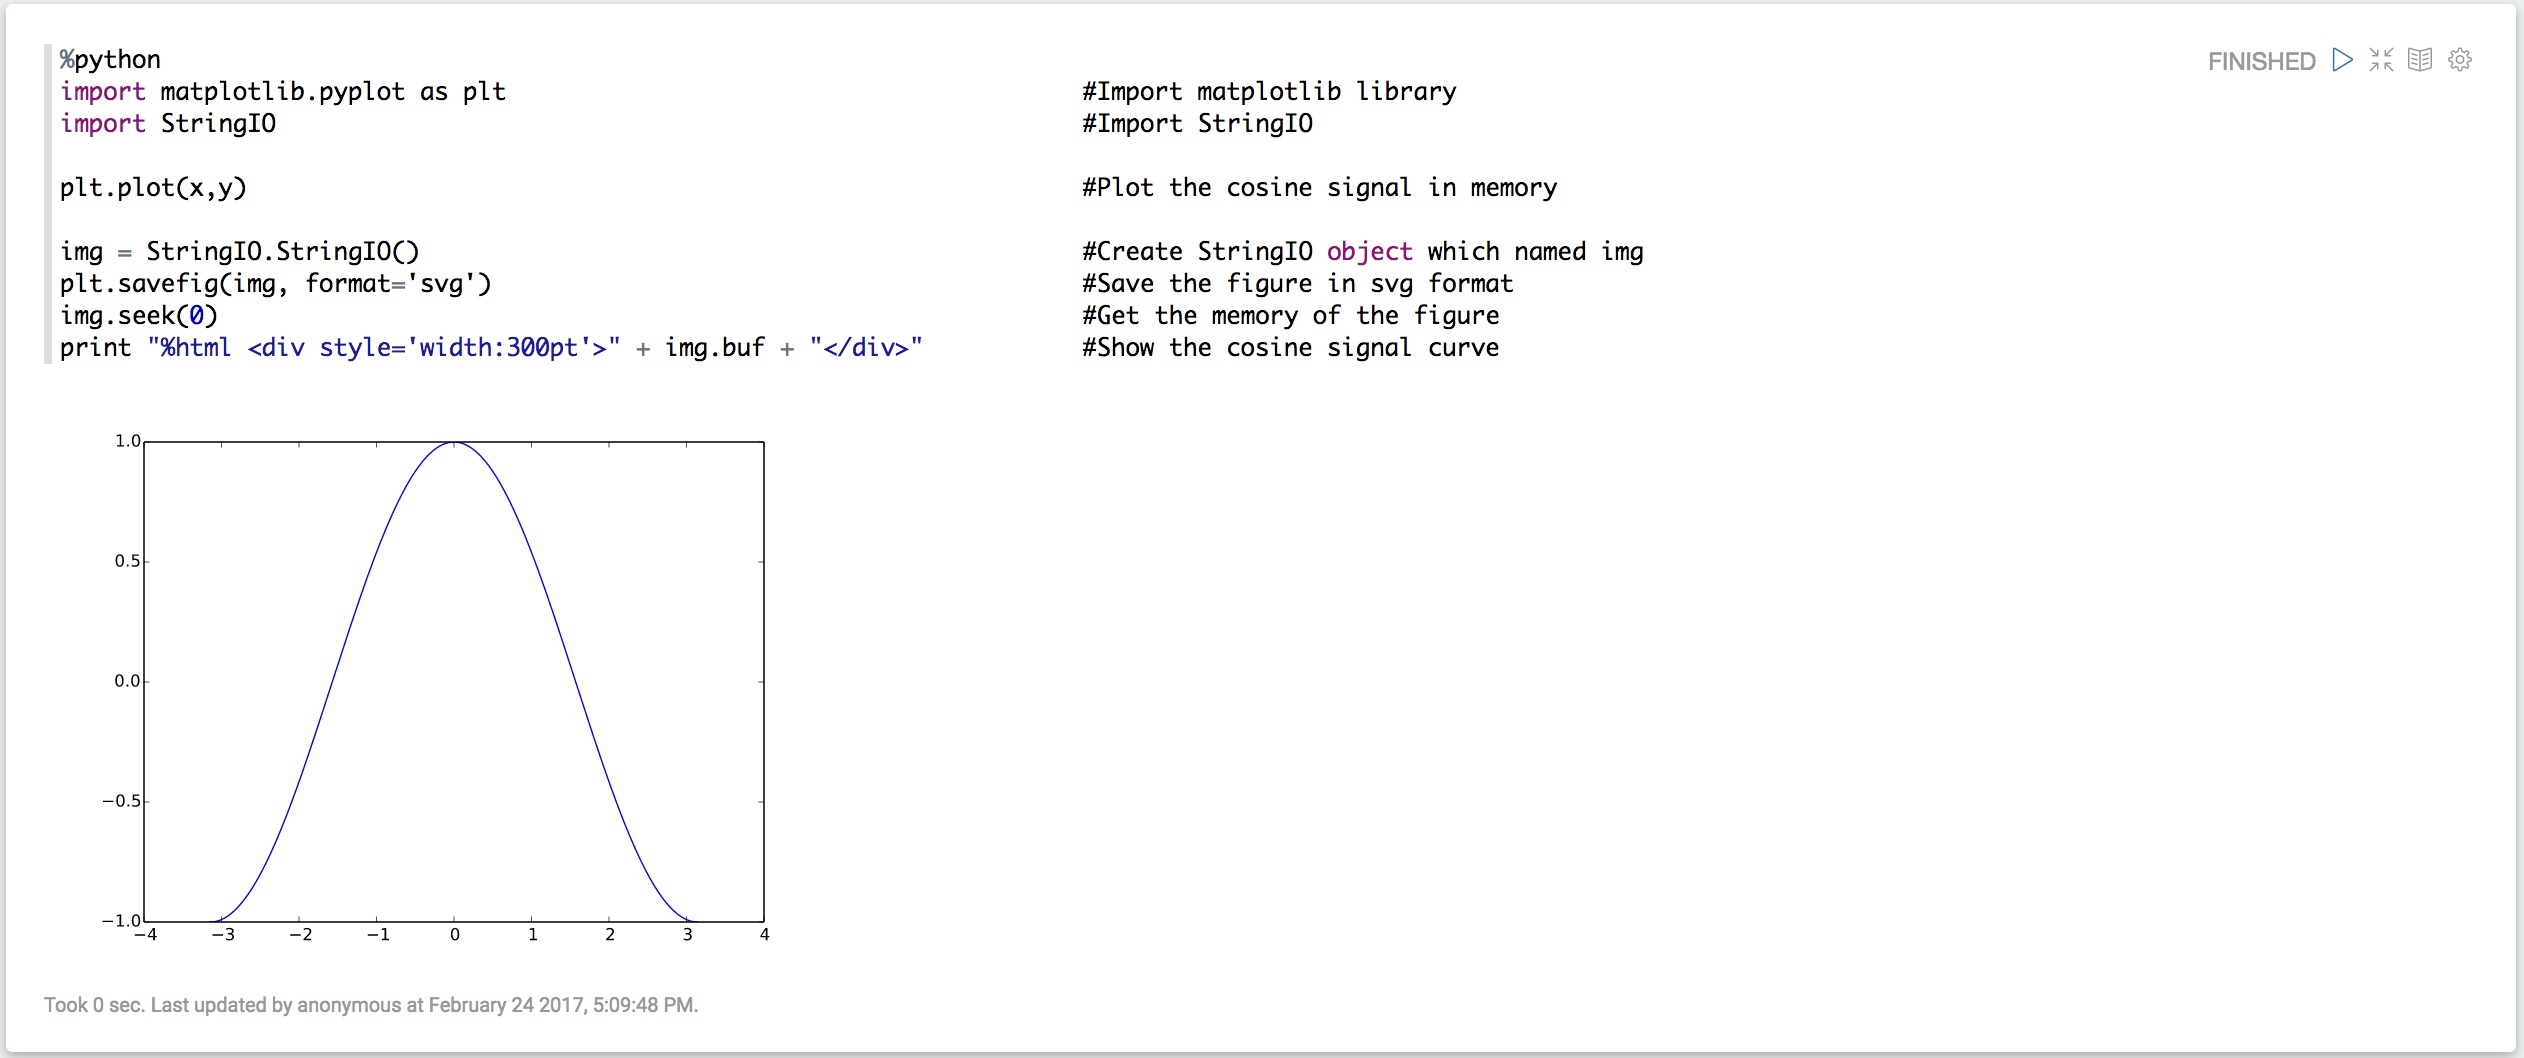 %python
FINISHED
import matplotlib.pyplot as plt #Import matplotlib library
import StringIO #Import StringIO
plt.plot(x,y) #Plot the cosine signal in memory
img = StringIO.StringIO() #Create StringIO object which named img
plt.savefig(img, format='svg') #Save the figure in svg format
img.seek(0) #Get the memory of the figure
print "%html <div style='width:300pt'>" + img.buf + "</div>" #Show the cosine signal curve
1.0
0.5
0.0
−0.5
−1.0
−4 −3 −2 −1 0 1 2 3 4
Took 0 sec. Last updated by anonymous at February 24 2017, 5:09:48 PM.